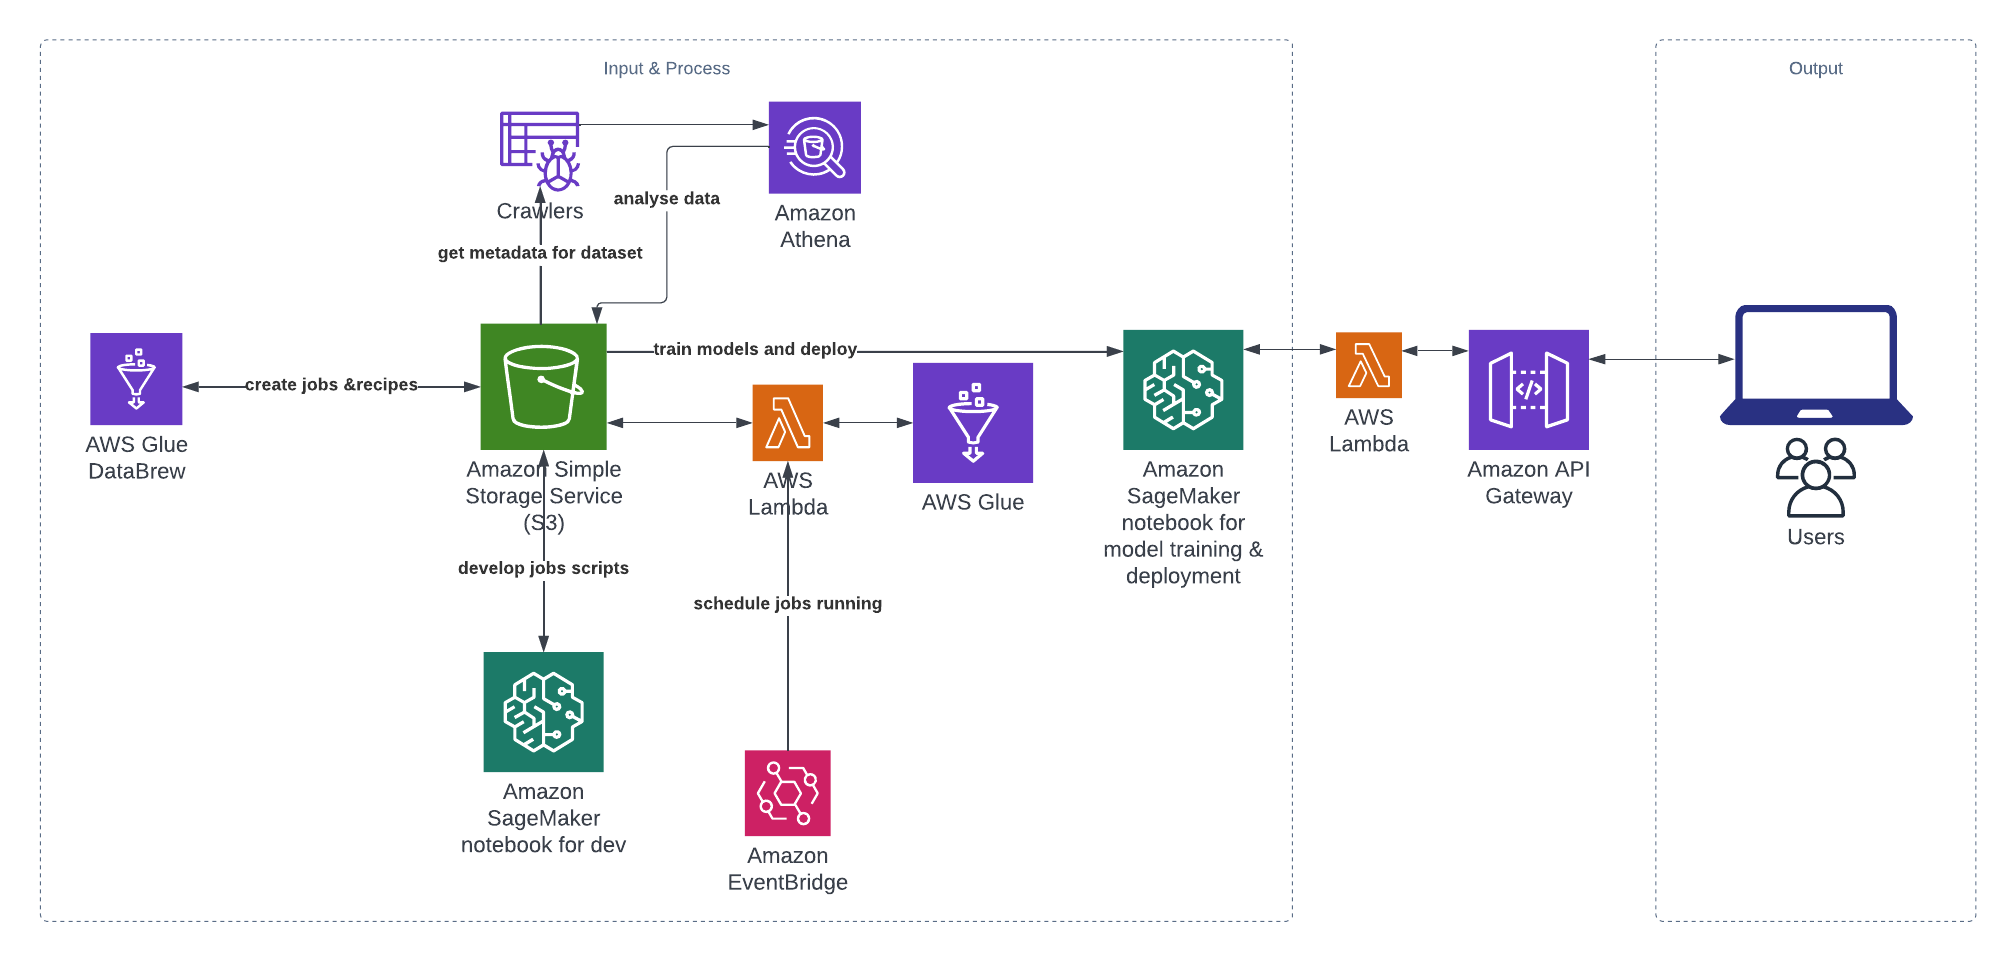 Input & Process
Output
Crawlers
Amazon
Athena
analyse data
get metadata for dataset
AWS Glue
DataBrew
create jobs &recipes
Amazon Simple
Storage Service
(S3)
train models and deploy
AWS
Lambda
AWS Glue
Amazon
SageMaker
notebook for
model training &
deployment
AWS
Lambda
Amazon API
Gateway
Users
develop jobs scripts
schedule jobs running
Amazon
SageMaker
notebook for dev
Amazon
EventBridge